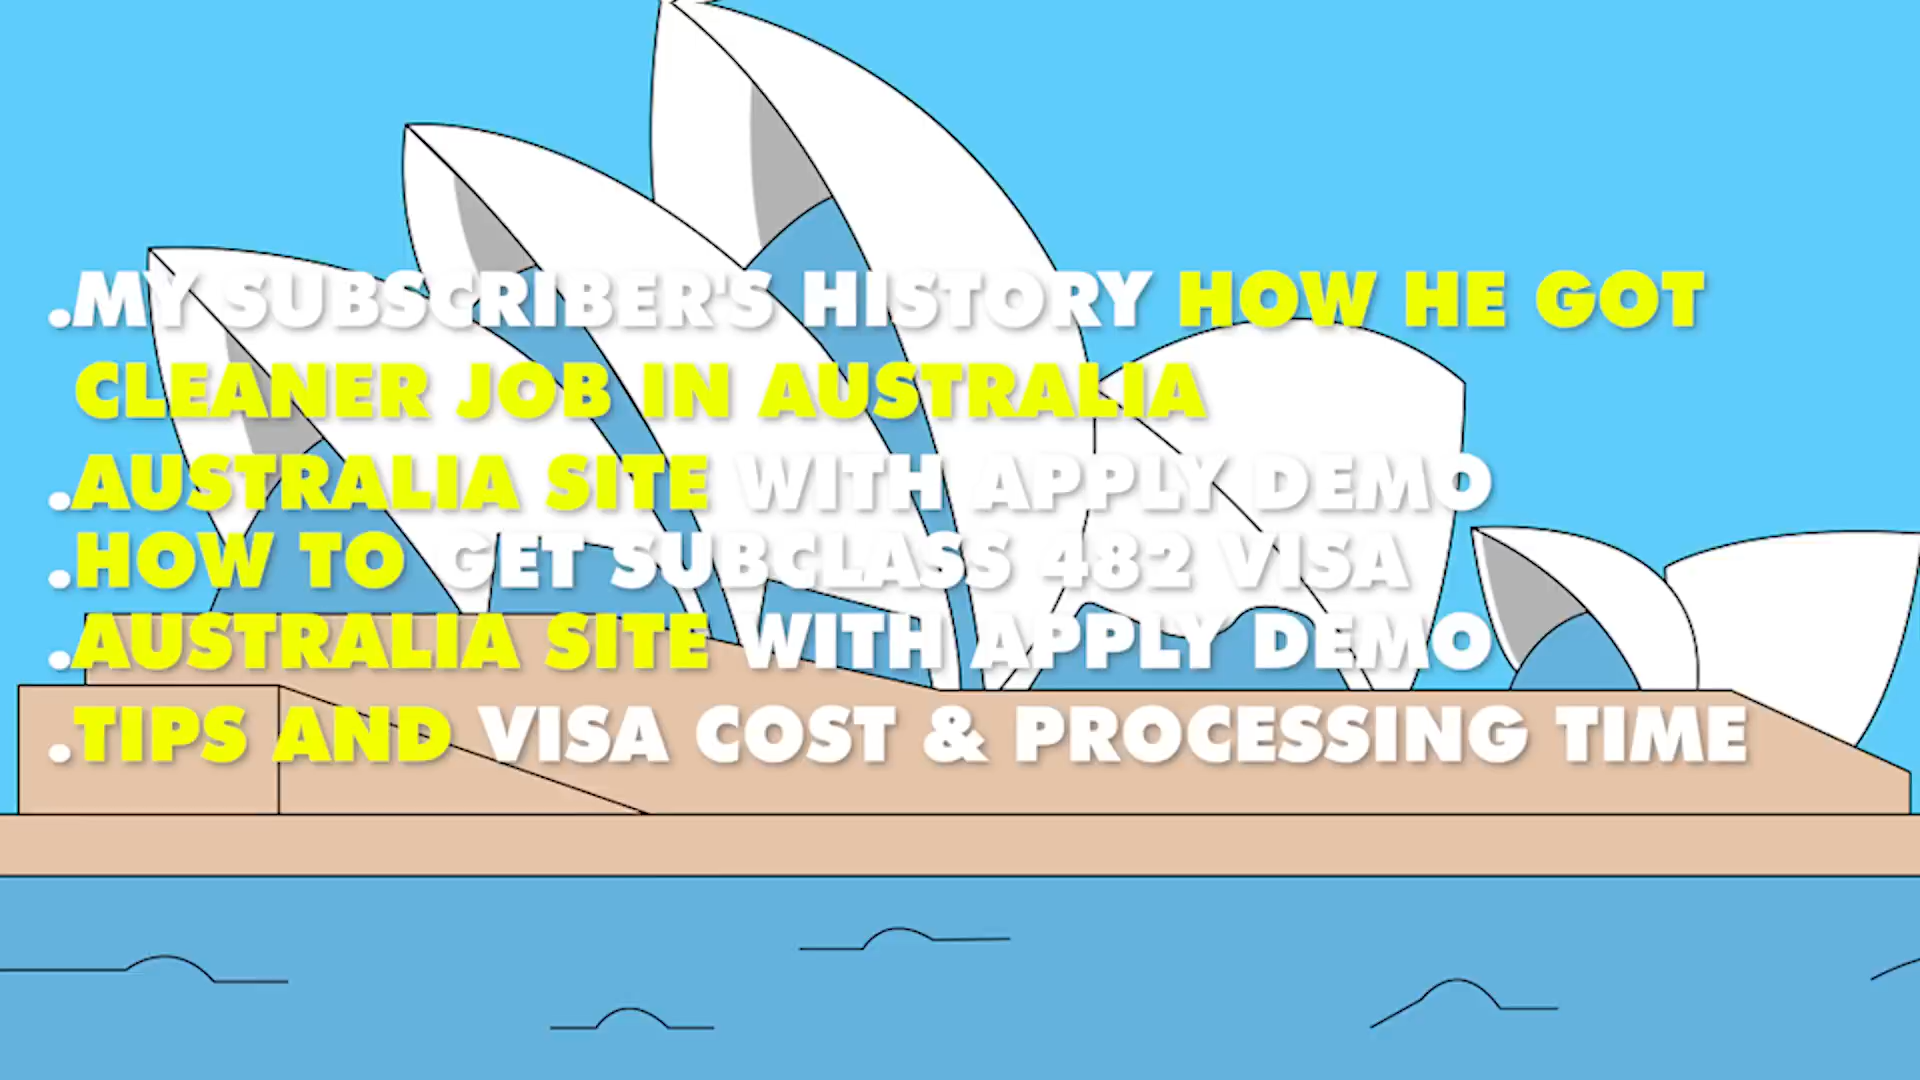 .MY SUBSCRIBER'S HISTORY HOW HE GOT
CLEANER JOB IN AUSTRALIA
.AUSTRALIA SITE WITH APPLY DEMO
.HOW TO GET SUBCLASS 482 VISA
.AUSTRALIA SITE WITH APPLY DEMO
.TIPS AND VISA COST & PROCESSING TIME